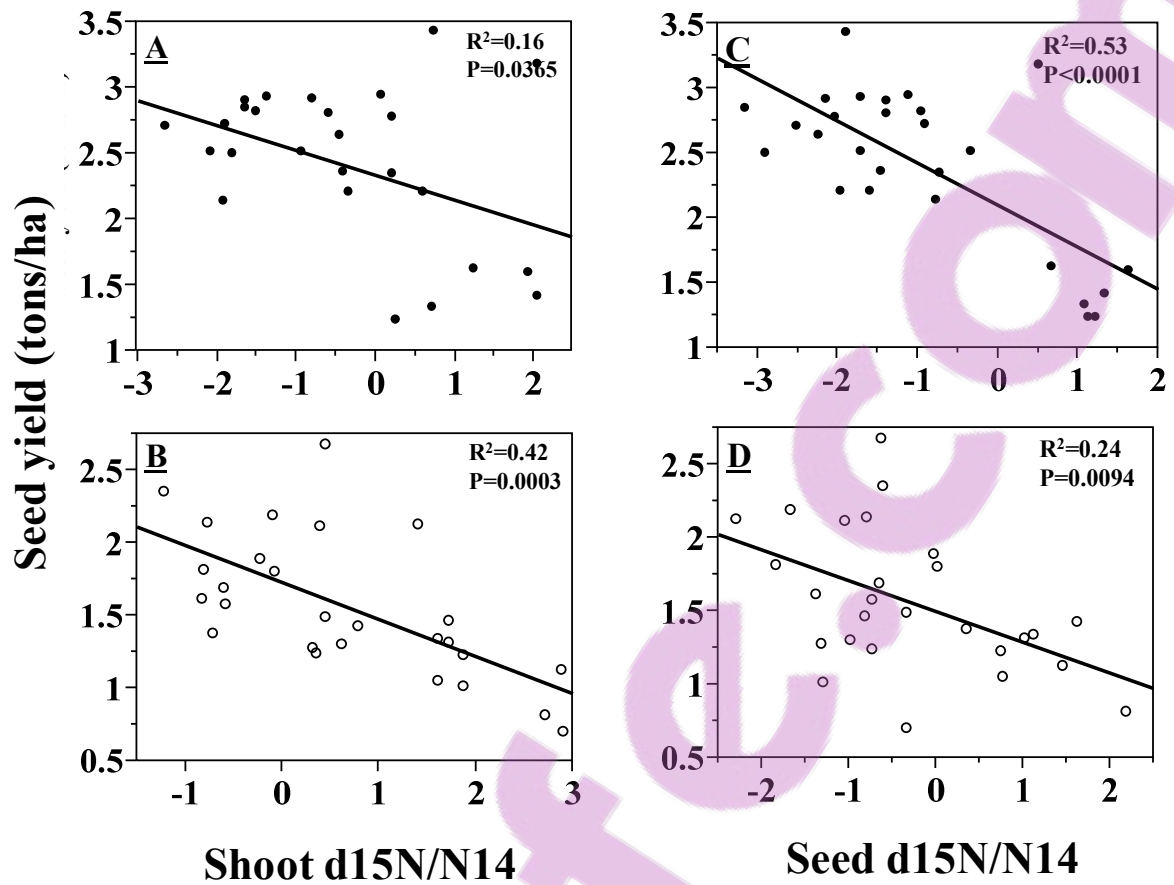 Seed yield (tons/ha)
A
R²=0.16
P=0.0365
3.5
3
2.5
2
1.5
1
-3 -2 -1 0 1 2
C
R²=0.53
P<0.0001
3.5
3
2.5
2
1.5
1
-3 -2 -1 0 1 2
B
R²=0.42
P=0.0003
2.5
2
1.5
1
0.5
-1 0 1 2 3
D
R²=0.24
P=0.0094
2.5
2
1.5
1
0.5
-2 -1 0 1 2
Shoot d15N/N14
Seed d15N/N14
fe.com